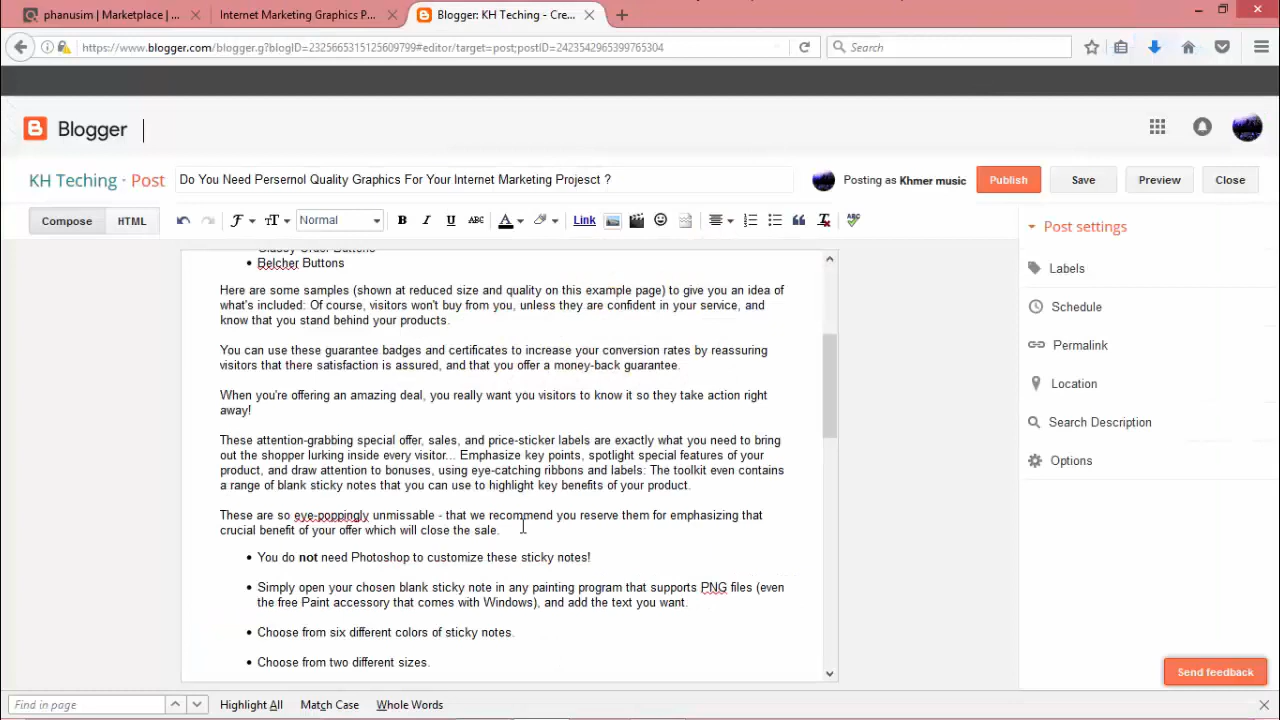 phanusim | Marketplace | ...
Internet Marketing Graphics P...
Blogger: KH Teching - Cre...
https://www.blogger.com/blogger.g?blogID=2325665315125609799#editor/target=post;postID=2423542965399765304
Search
Blogger
KH Teching · Post
Do You Need Persernol Quality Graphics For Your Internet Marketing Projesct ?
Posting as Khmer music
Publish
Save
Preview
Close
Compose
HTML
Normal
Link
ABC
Post settings
Labels
Schedule
Permalink
Location
Search Description
Options
Glassy Order Buttons
Belcher Buttons
Here are some samples (shown at reduced size and quality on this example page) to give you an idea of
what's included: Of course, visitors won't buy from you, unless they are confident in your service, and
know that you stand behind your products.
You can use these guarantee badges and certificates to increase your conversion rates by reassuring
visitors that there satisfaction is assured, and that you offer a money-back guarantee.
When you're offering an amazing deal, you really want you visitors to know it so they take action right
away!
These attention-grabbing special offer, sales, and price-sticker labels are exactly what you need to bring
out the shopper lurking inside every visitor... Emphasize key points, spotlight special features of your
product, and draw attention to bonuses, using eye-catching ribbons and labels: The toolkit even contains
a range of blank sticky notes that you can use to highlight key benefits of your product.
These are so eye-poppingly unmissable - that we recommend you reserve them for emphasizing that
crucial benefit of your offer which will close the sale.
You do not need Photoshop to customize these sticky notes!
Simply open your chosen blank sticky note in any painting program that supports PNG files (even
the free Paint accessory that comes with Windows), and add the text you want.
Choose from six different colors of sticky notes.
Choose from two different sizes.
Send feedback
Find in page
Highlight All
Match Case
Whole Words